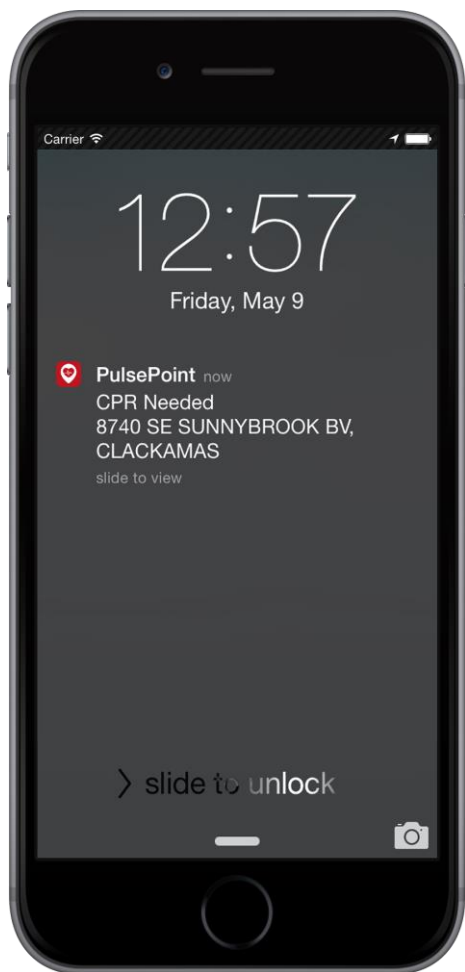 Carrier
12:57
Friday, May 9
PulsePoint now
CPR Needed
8740 SE SUNNYBROOK BV,
CLACKAMAS
slide to view
> slide to unlock